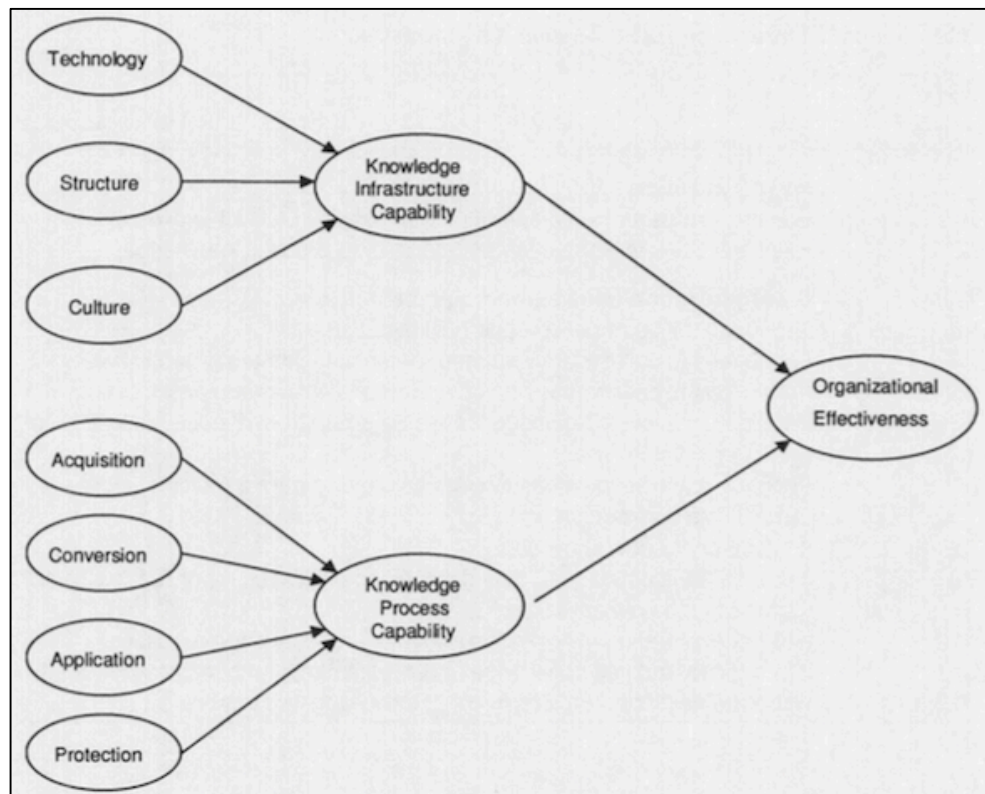 Technology
Structure
Culture
Knowledge
Infrastructure
Capability
Acquisition
Conversion
Application
Protection
Knowledge
Process
Capability
Organizational
Effectiveness